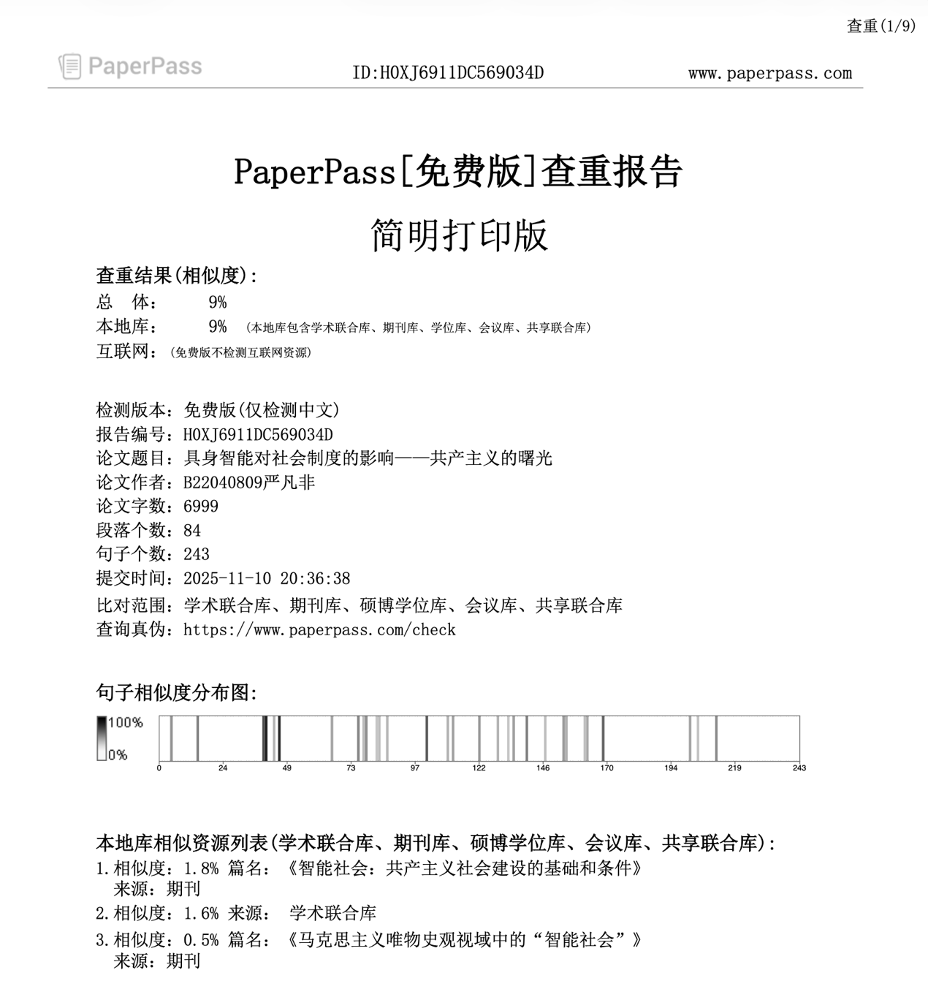 查重(1/9)
PaperPass ID:H0XJ6911DC569034D www.paperpass.com
PaperPass[免费版]查重报告
简明打印版
查重结果(相似度):
总 体: 9%
本地库: 9% (本地库包含学术联合库、期刊库、学位库、会议库、共享联合库)
互联网: (免费版不检测互联网资源)
检测版本: 免费版(仅检测中文)
报告编号: H0XJ6911DC569034D
论文题目: 具身智能对社会制度的影响——共产主义的曙光
论文作者: B22040809严凡非
论文字数: 6999
段落个数: 84
句子个数: 243
提交时间: 2025-11-10 20:36:38
比对范围: 学术联合库、期刊库、硕博学位库、会议库、共享联合库
查询真伪: https://www.paperpass.com/check
句子相似度分布图:
100%
0%
0 24 49 73 97 122 146 170 194 219 243
本地库相似资源列表(学术联合库、期刊库、硕博学位库、会议库、共享联合库):
1.相似度: 1.8% 篇名: 《智能社会: 共产主义社会建设的基础和条件》
来源: 期刊
2.相似度: 1.6% 来源: 学术联合库
3.相似度: 0.5% 篇名: 《马克思主义唯物史观视域中的“智能社会”》
来源: 期刊